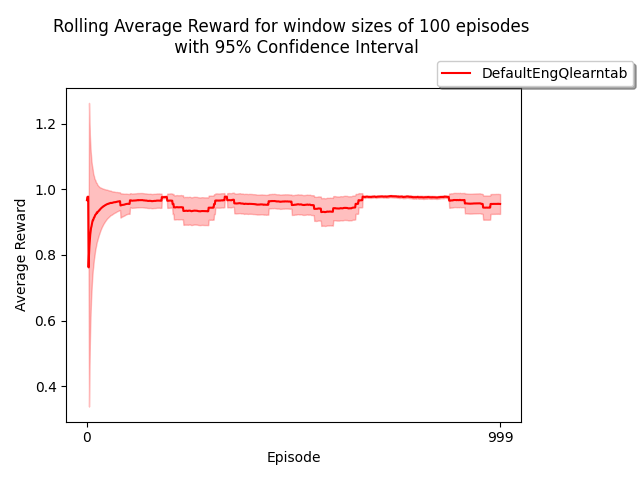 Rolling Average Reward for window sizes of 100 episodes
with 95% Confidence Interval
DefaultEngQlearntab
1.2
1.0
0.8
0.6
0.4
Average Reward
0
999
Episode